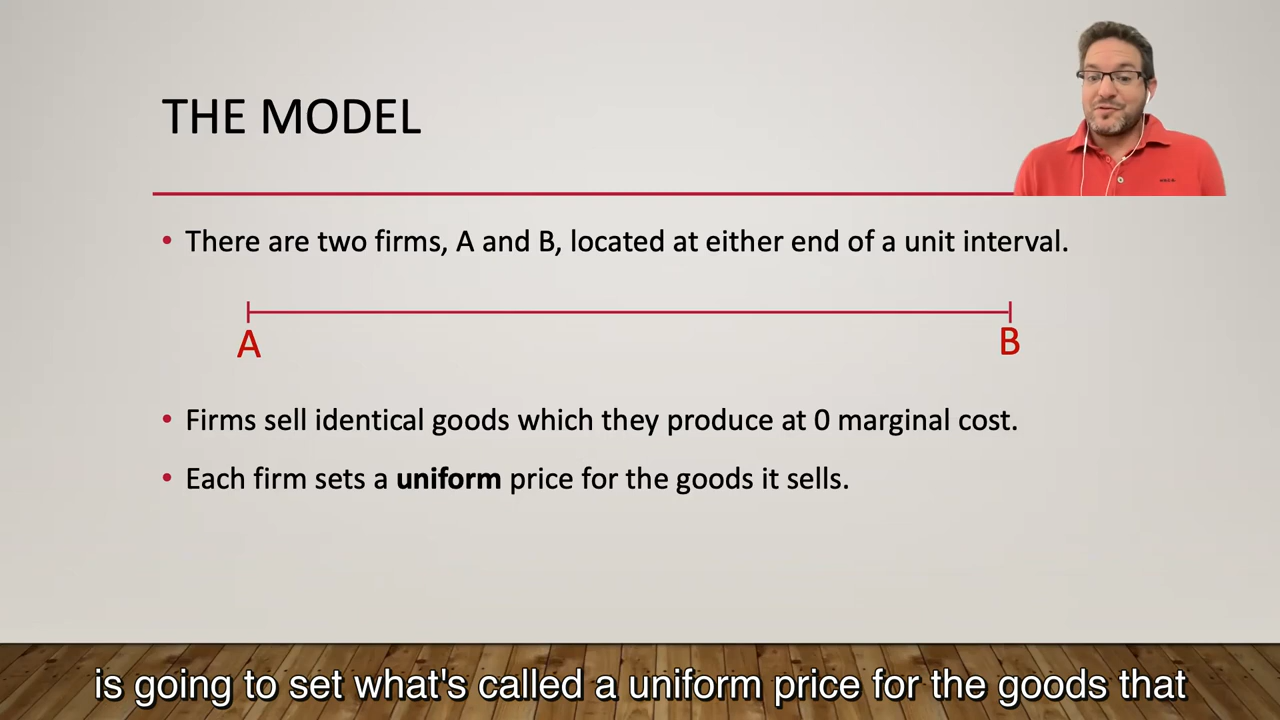 THE MODEL
• There are two firms, A and B, located at either end of a unit interval.
A
B
• Firms sell identical goods which they produce at 0 marginal cost.
• Each firm sets a uniform price for the goods it sells.
is going to set what's called a uniform price for the goods that